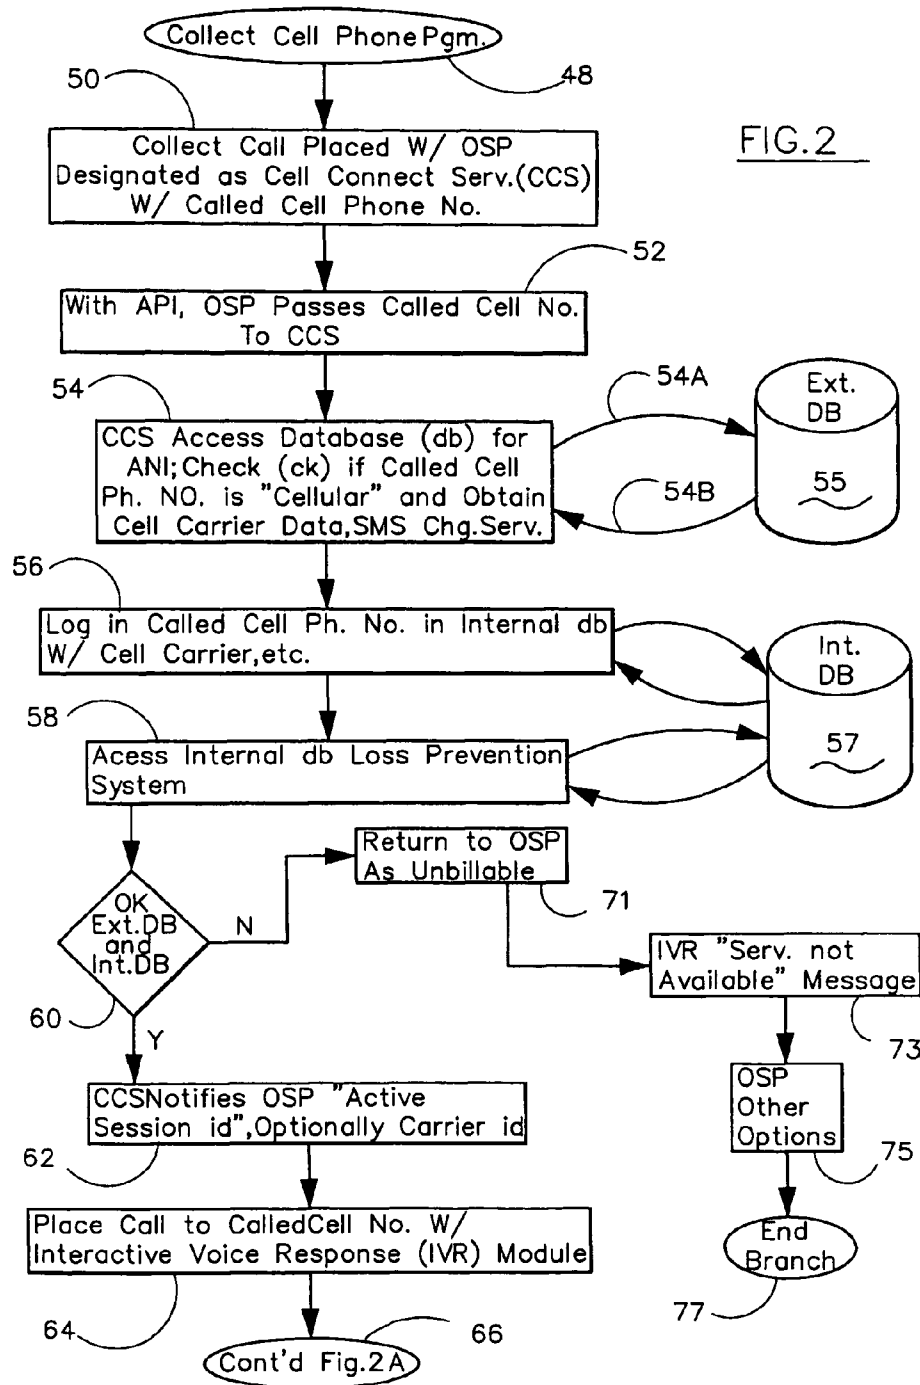 Collect Cell Phone Pgm.
48
50
FIG.2
Collect Call Placed W/ OSP
Designated as Cell Connect Serv.(CCS)
W/ Called Cell Phone No.
52
With API, OSP Passes Called Cell No.
To CCS
54
54A
Ext.
DB
55
54B
CCS Access Database (db) for
ANI;Check (ck) if Called Cell
Ph. NO. is "Cellular" and Obtain
Cell Carrier Data,SMS Chg.Serv.
56
Log in Called Cell Ph. No. in Internal db
W/ Cell Carrier,etc.
Int.
DB
57
58
Acess Internal db Loss Prevention
System
Return to OSP
As Unbillable
71
OK
Ext.DB
and
Int.DB
N
60
Y
IVR "Serv. not
Available" Message
73
CCSNotifies OSP "Active
Session id",Optionally Carrier id
62
OSP
Other
Options
75
Place Call to CalledCell No. W/
Interactive Voice Response (IVR) Module
64
End
Branch
77
66
Cont'd Fig.2A